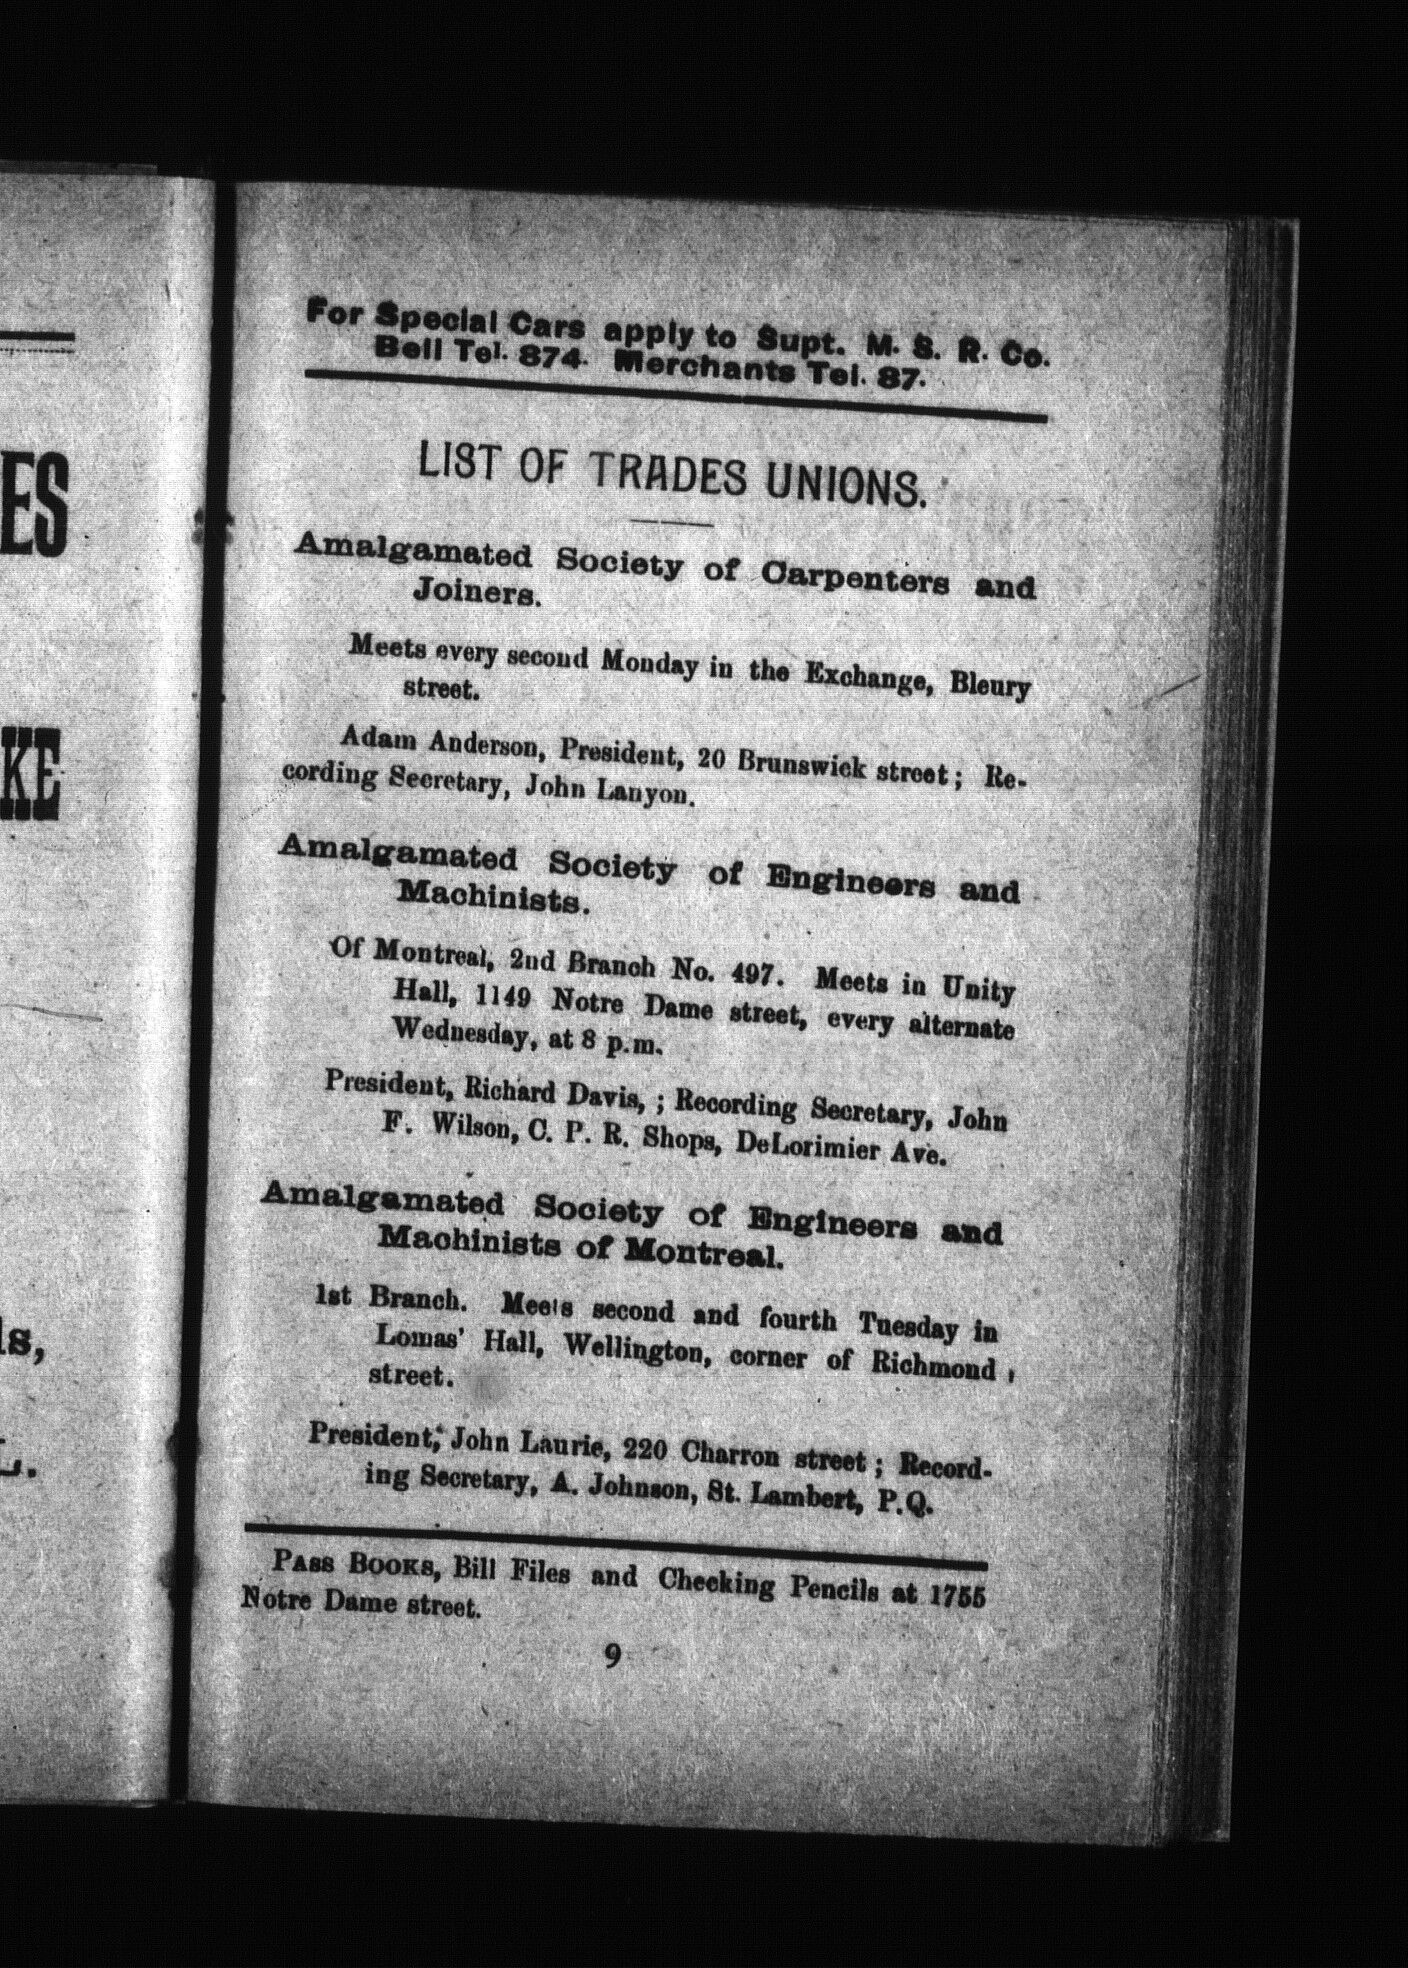 For Special Cars apply to Supt. M. S. R. Co.
Bell Tel. 874. Merchants Tel. 87.
LIST OF TRADES UNIONS.
Amalgamated Society of Carpenters and
Joiners.
Meets every second Monday in the Exchange, Bleury
street.
Adam Anderson, President, 20 Brunswick street; Re-
cording Secretary, John Lanyon.
Amalgamated Society of Engineers and
Machinists.
Of Montreal, 2nd Branch No. 497. Meets in Unity
Hall, 1149 Notre Dame street, every alternate
Wednesday, at 8 p.m.
President, Richard Davis, ; Recording Secretary, John
F. Wilson, C. P. R. Shops, DeLorimier Ave.
Amalgamated Society of Engineers and
Machinists of Montreal.
1st Branch. Meets second and fourth Tuesday in
Lomas' Hall, Wellington, corner of Richmond
street.
President, John Laurie, 220 Charron street; Record-
ing Secretary, A. Johnson, St. Lambert, P.Q.
PASS BOOKS, Bill Files and Checking Pencils at 1755
Notre Dame street.
9
ES
KE
ls,
L.